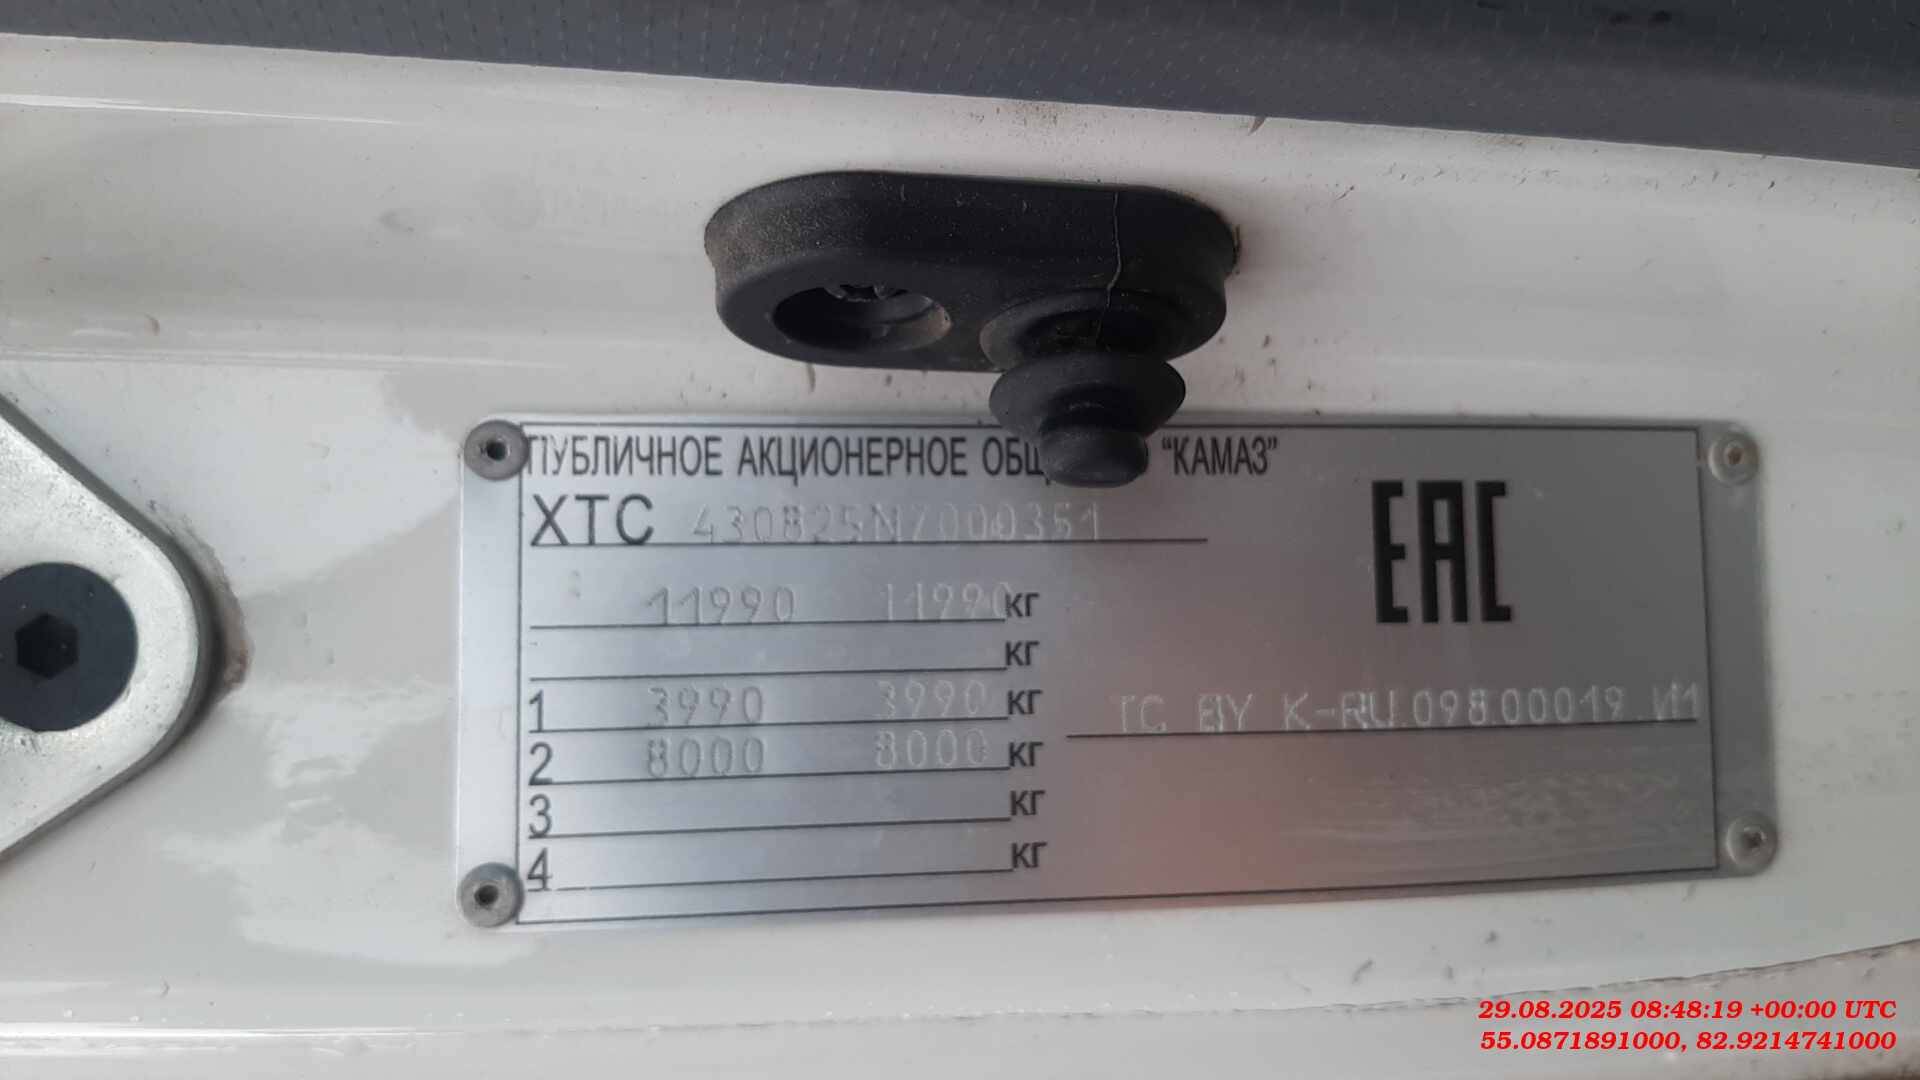 ПУБЛИЧНОЕ АКЦИОНЕРНОЕ ОБЩ "КАМАЗ"
XTC 430825NZ000351
EAC
11990 11990 кг
кг
1 3990 3990 кг
2 8000 8000 кг
3 кг
4 кг
TC BY K-RU.098.00019 И1
29.08.2025 08:48:19 +00:00 UTC
55.0871891000, 82.9214741000